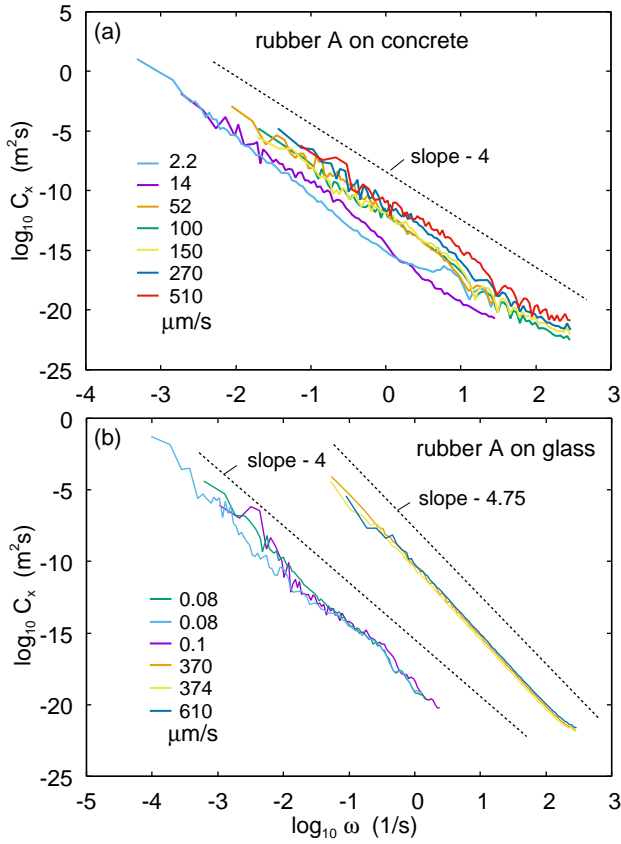 (a)
rubber A on concrete
slope - 4
2.2
14
52
100
150
270
510
μm/s
log₁₀ Cₓ (m²s)
5
0
-5
-10
-15
-20
-25
-4 -3 -2 -1 0 1 2 3
(b)
rubber A on glass
slope - 4
slope - 4.75
0.08
0.08
0.1
370
374
610
μm/s
log₁₀ Cₓ (m²s)
0
-5
-10
-15
-20
-25
-5 -4 -3 -2 -1 0 1 2 3
log₁₀ ω (1/s)